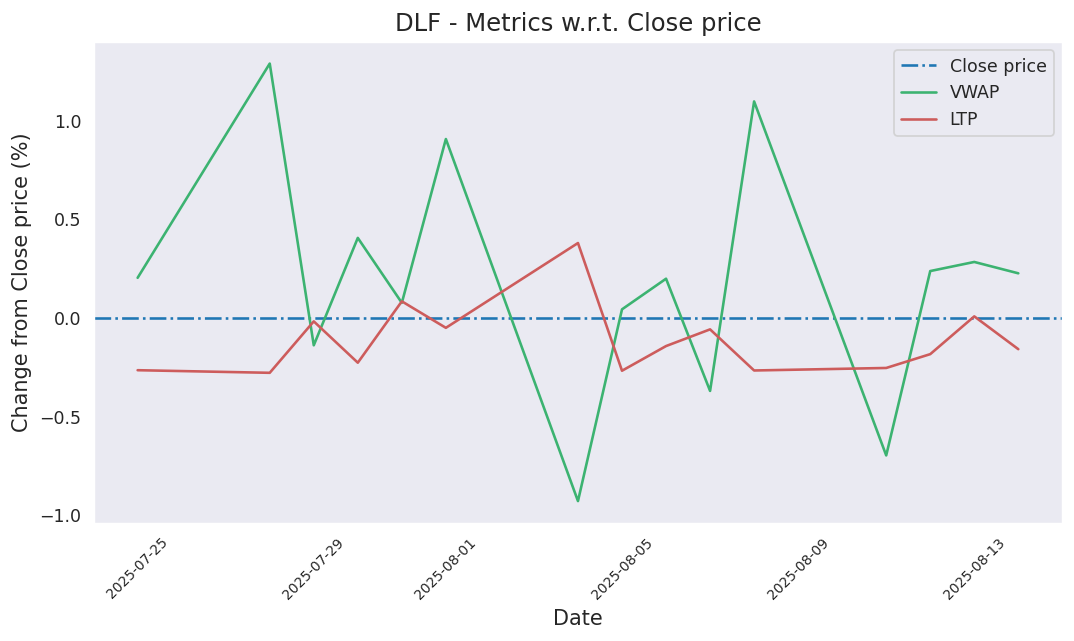 DLF - Metrics w.r.t. Close price
Close price
VWAP
LTP
Change from Close price (%)
1.0
0.5
0.0
−0.5
−1.0
2025-07-25
2025-07-29
2025-08-01
2025-08-05
2025-08-09
2025-08-13
Date